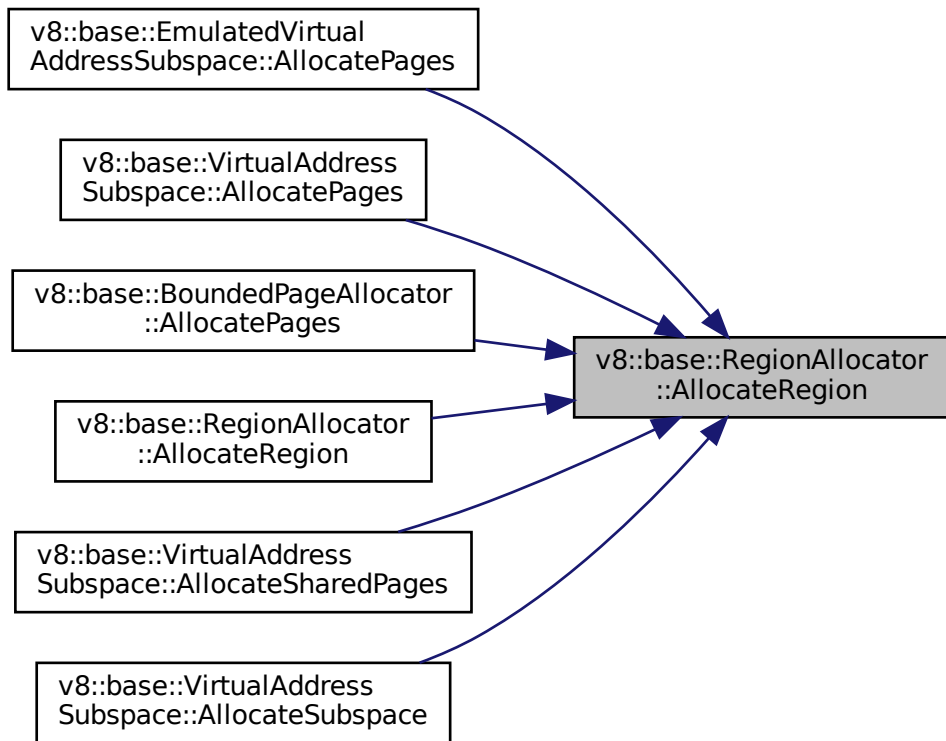 v8::base::EmulatedVirtual
AddressSubspace::AllocatePages
v8::base::VirtualAddress
Subspace::AllocatePages
v8::base::BoundedPageAllocator
::AllocatePages
v8::base::RegionAllocator
::AllocateRegion
v8::base::RegionAllocator
::AllocateRegion
v8::base::VirtualAddress
Subspace::AllocateSharedPages
v8::base::VirtualAddress
Subspace::AllocateSubspace